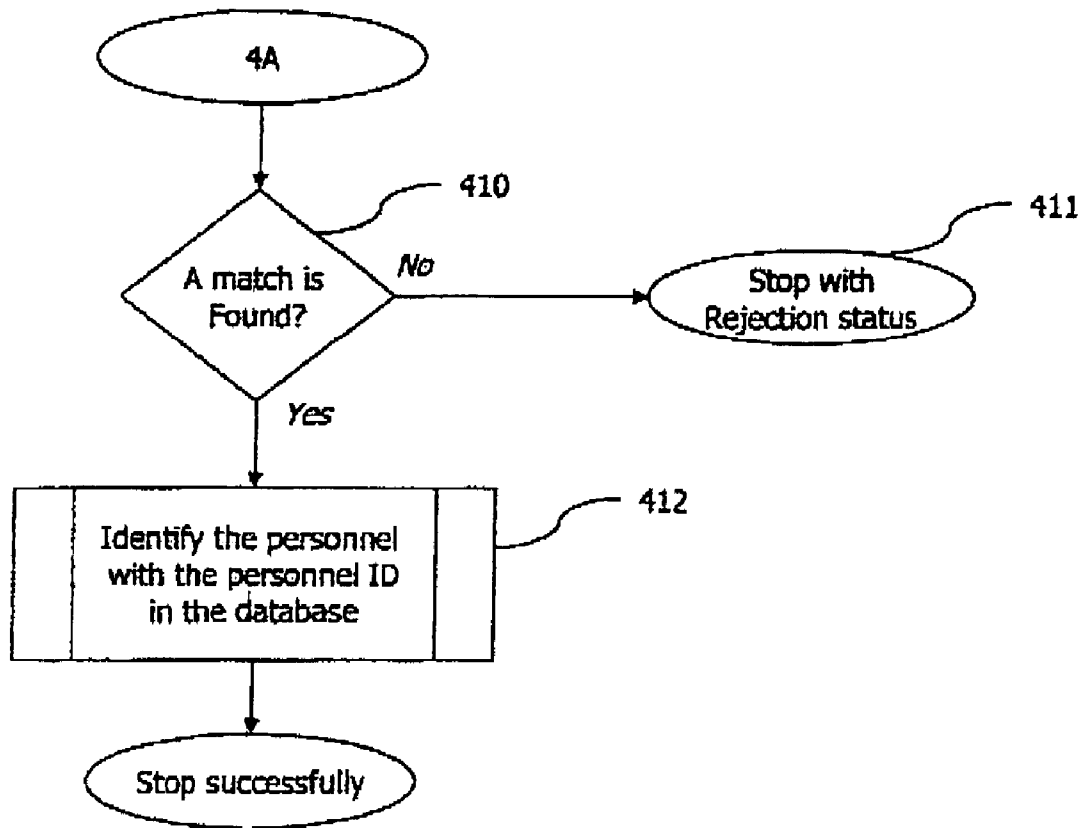 4A
410
A match is
Found?
No
411
Stop with
Rejection status
Yes
412
Identify the personnel
with the personnel ID
in the database
Stop successfully